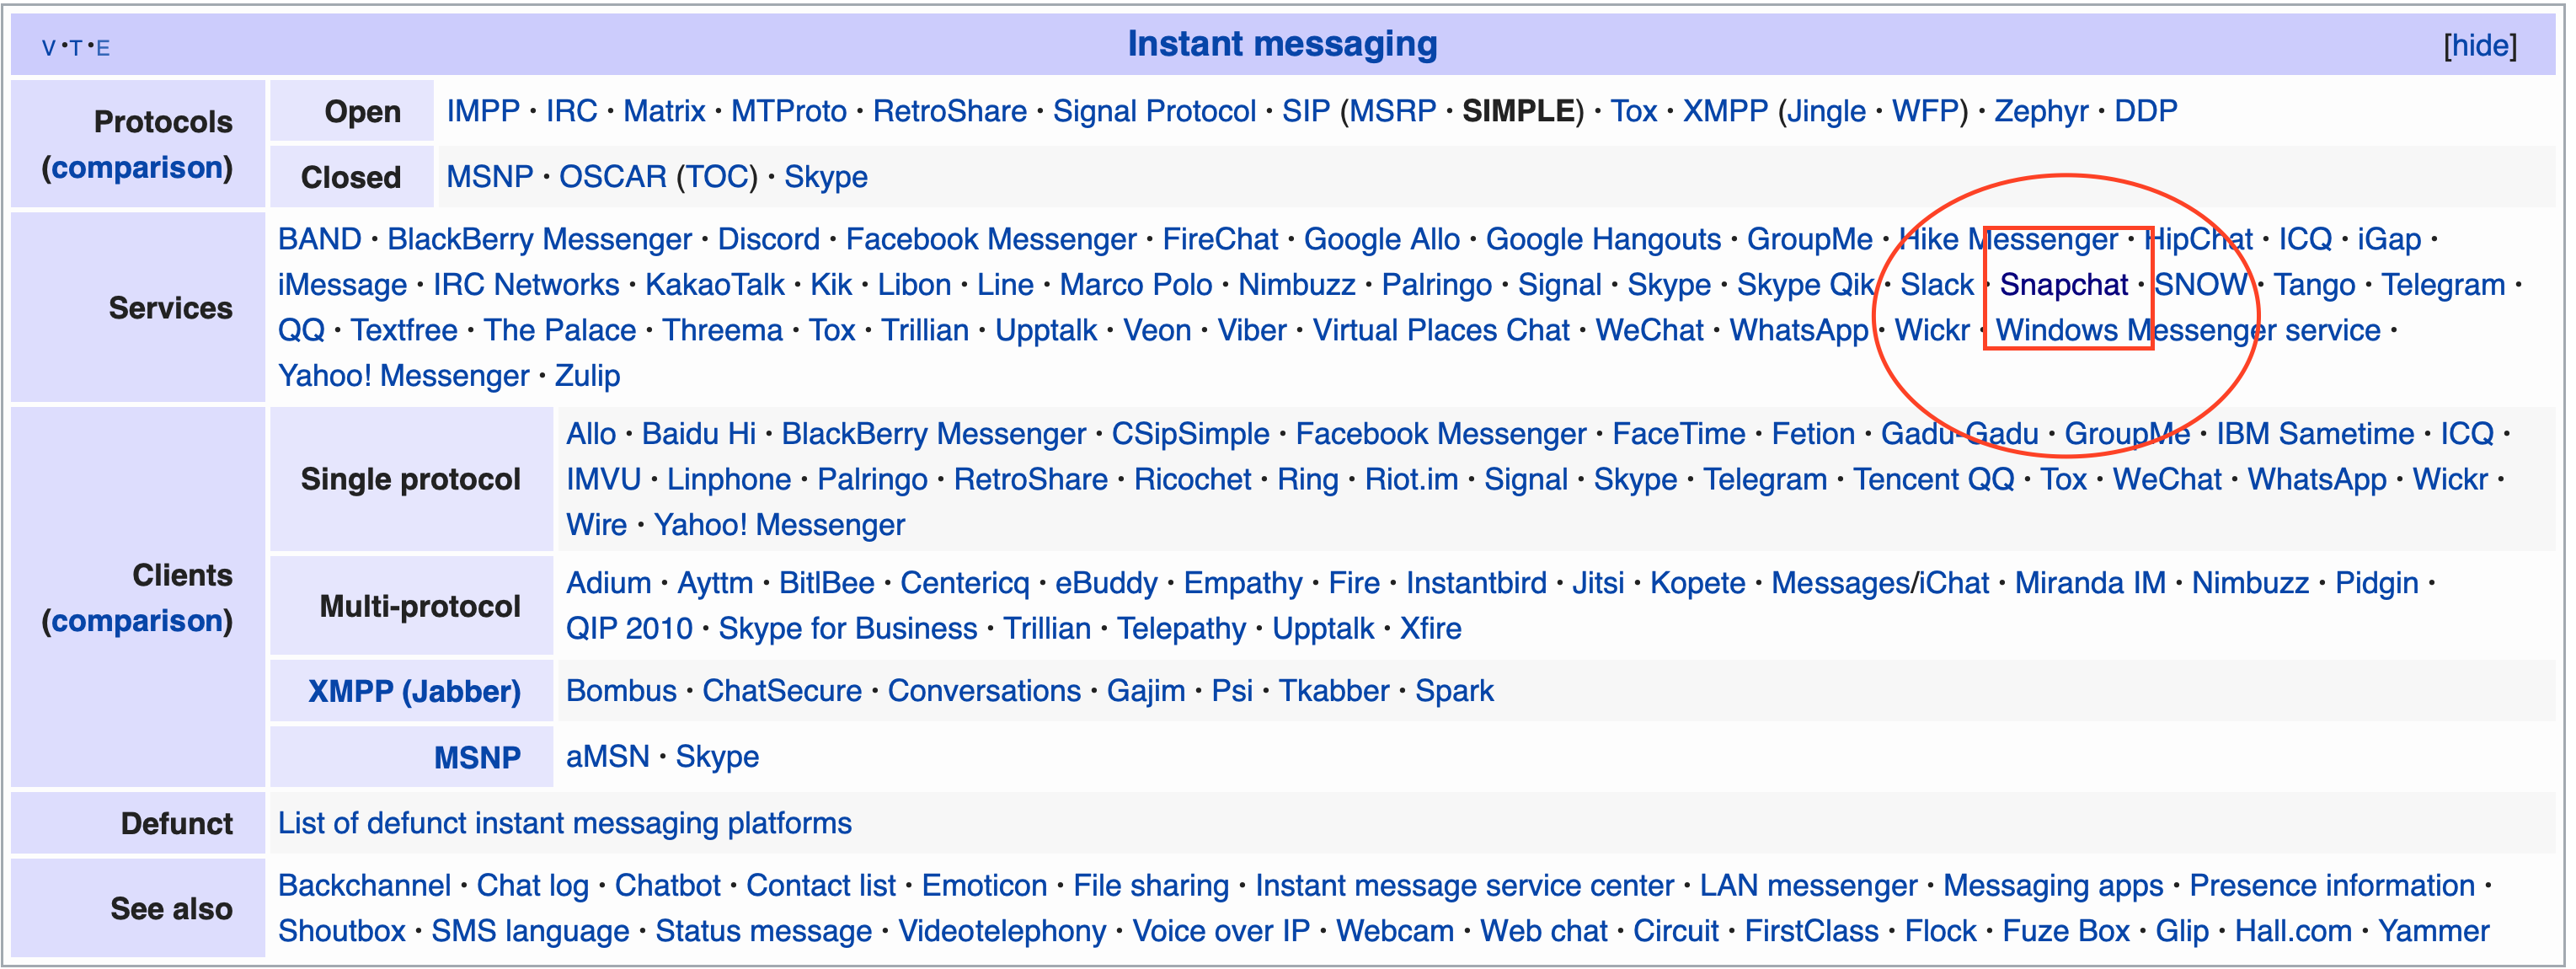 V • T • E
Instant messaging
[hide]
Protocols
(comparison)
Open
IMPP · IRC · Matrix · MTProto · RetroShare · Signal Protocol · SIP (MSRP · SIMPLE) · Tox · XMPP (Jingle · WFP) · Zephyr · DDP
Closed
MSNP · OSCAR (TOC) · Skype
Services
BAND · BlackBerry Messenger · Discord · Facebook Messenger · FireChat · Google Allo · Google Hangouts · GroupMe · Hike Messenger · HipChat · ICQ · iGap ·
iMessage · IRC Networks · KakaoTalk · Kik · Libon · Line · Marco Polo · Nimbuzz · Palringo · Signal · Skype · Skype Qik · Slack · Snapchat · SNOW · Tango · Telegram ·
QQ · Textfree · The Palace · Threema · Tox · Trillian · Upptalk · Veon · Viber · Virtual Places Chat · WeChat · WhatsApp · Wickr · Windows Messenger service ·
Yahoo! Messenger · Zulip
Clients
(comparison)
Single protocol
Allo · Baidu Hi · BlackBerry Messenger · CSipSimple · Facebook Messenger · FaceTime · Fetion · Gadu-Gadu · GroupMe · IBM Sametime · ICQ ·
IMVU · Linphone · Palringo · RetroShare · Ricochet · Ring · Riot.im · Signal · Skype · Telegram · Tencent QQ · Tox · WeChat · WhatsApp · Wickr ·
Wire · Yahoo! Messenger
Multi-protocol
Adium · Ayttm · BitlBee · Centericq · eBuddy · Empathy · Fire · Instantbird · Jitsi · Kopete · Messages/iChat · Miranda IM · Nimbuzz · Pidgin ·
QIP 2010 · Skype for Business · Trillian · Telepathy · Upptalk · Xfire
XMPP (Jabber)
Bombus · ChatSecure · Conversations · Gajim · Psi · Tkabber · Spark
MSNP
aMSN · Skype
Defunct
List of defunct instant messaging platforms
See also
Backchannel · Chat log · Chatbot · Contact list · Emoticon · File sharing · Instant message service center · LAN messenger · Messaging apps · Presence information ·
Shoutbox · SMS language · Status message · Videotelephony · Voice over IP · Webcam · Web chat · Circuit · FirstClass · Flock · Fuze Box · Glip · Hall.com · Yammer